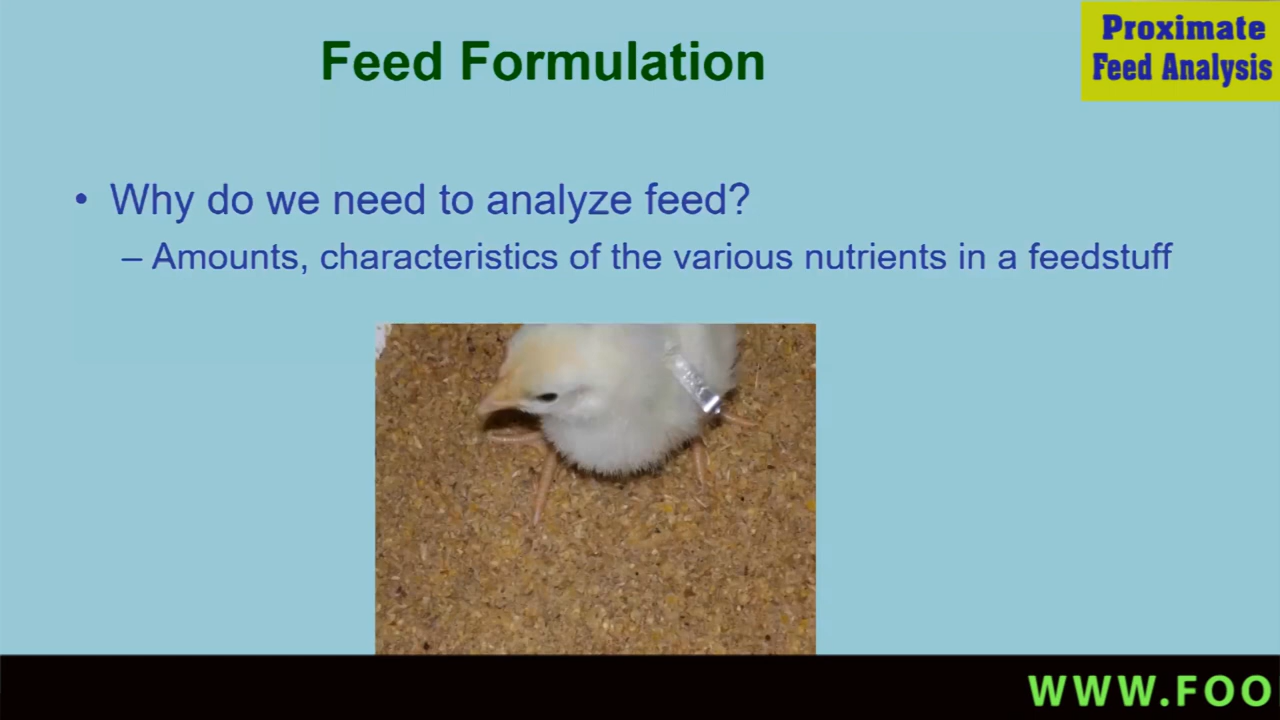 Feed Formulation
Proximate
Feed Analysis
• Why do we need to analyze feed?
– Amounts, characteristics of the various nutrients in a feedstuff
WWW.FOO